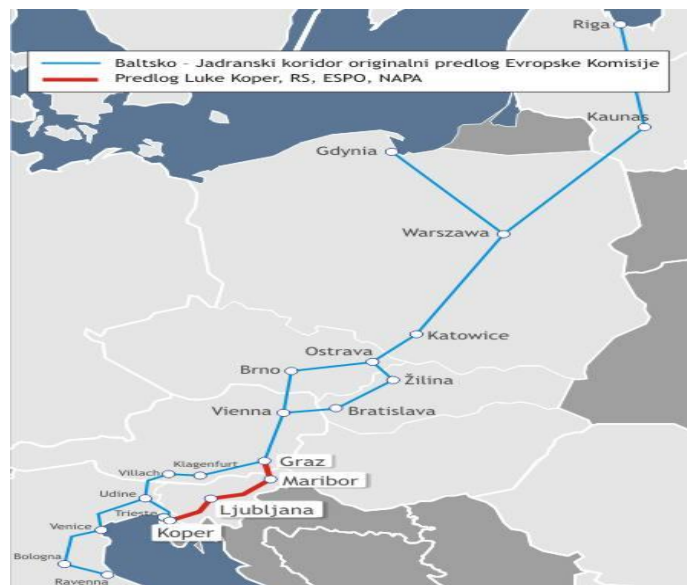 Riga
Baltsko - Jadranski koridor originalni predlog Evropske Komisije
Predlog Luke Koper, RS, ESPO, NAPA
Kaunas
Gdynia
Warszawa
Katowice
Ostrava
Brno
Žilina
Vienna
Bratislava
Graz
Klagenfurt
Villach
Maribor
Udine
Ljubljana
Trieste
Koper
Venice
Bologna
Ravenna